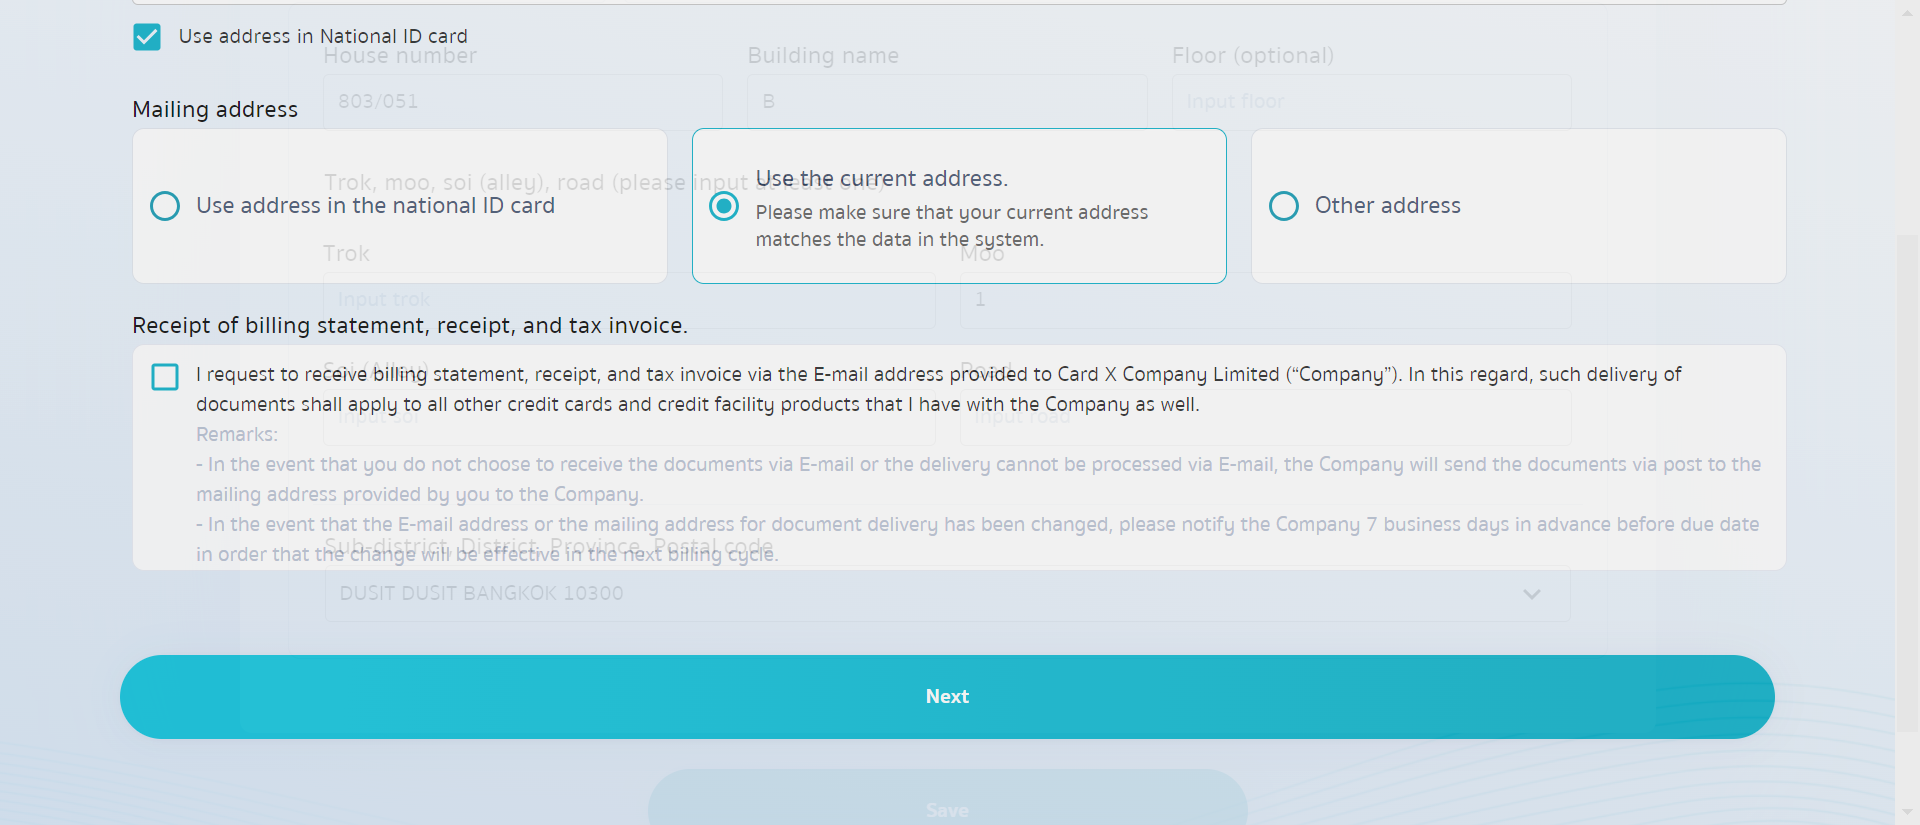 Use address in National ID card
House number
Building name
Floor (optional)
803/051
B
Input floor
Mailing address
Trok, moo, soi (alley), road (please input at least one)
Use address in the national ID card
Use the current address.
Please make sure that your current address
matches the data in the system.
Other address
Trok
Moo
Input trok
1
Receipt of billing statement, receipt, and tax invoice.
Soi (Alley)
Road
I request to receive billing statement, receipt, and tax invoice via the E-mail address provided to Card X Company Limited (“Company”). In this regard, such delivery of
documents shall apply to all other credit cards and credit facility products that I have with the Company as well.
Input soi
Input road
Remarks:
- In the event that you do not choose to receive the documents via E-mail or the delivery cannot be processed via E-mail, the Company will send the documents via post to the
mailing address provided by you to the Company.
- In the event that the E-mail address or the mailing address for document delivery has been changed, please notify the Company 7 business days in advance before due date
in order that the change will be effective in the next billing cycle.
Sub-district, District, Province, Postal code
DUSIT DUSIT BANGKOK 10300
Next
Save